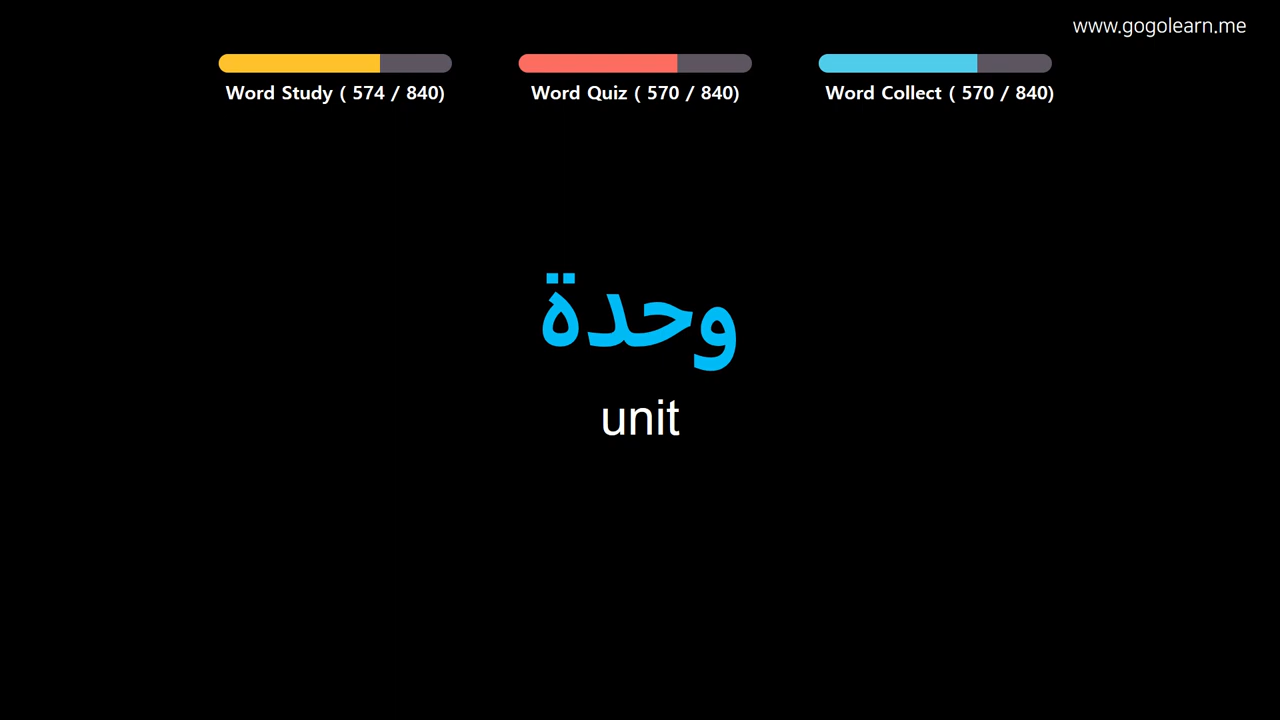 www.gogolearn.me
Word Study ( 574 / 840)
Word Quiz ( 570 / 840)
Word Collect ( 570 / 840)
وحدة
unit